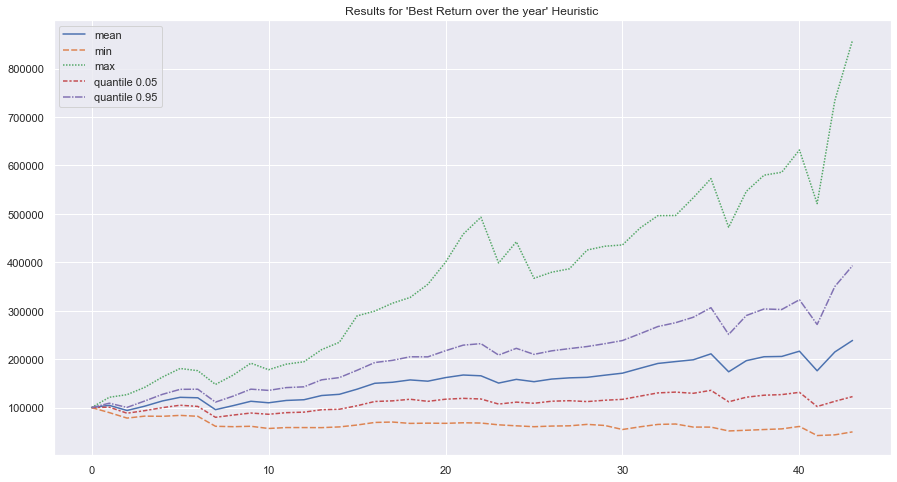 Results for 'Best Return over the year' Heuristic
mean
min
max
quantile 0.05
quantile 0.95
800000
700000
600000
500000
400000
300000
200000
100000
0
10
20
30
40